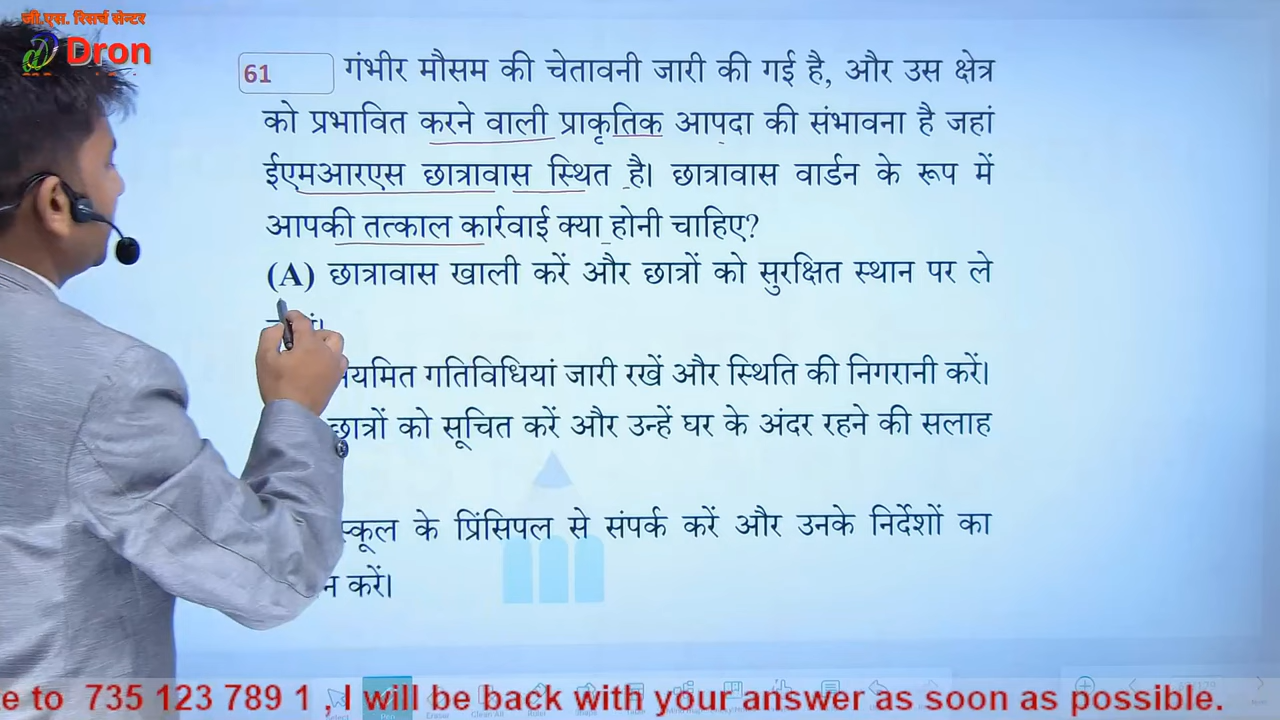 जी.एस. रिसर्च सेन्टर
Dron
61
गंभीर मौसम की चेतावनी जारी की गई है, और उस क्षेत्र
को प्रभावित करने वाली प्राकृतिक आपदा की संभावना है जहां
ईएमआरएस छात्रावास स्थित है। छात्रावास वार्डन के रूप में
आपकी तत्काल कार्रवाई क्या होनी चाहिए?
(A) छात्रावास खाली करें और छात्रों को सुरक्षित स्थान पर ले
गतिविधियां जारी रखें और स्थिति की निगरानी करें।
छात्रों को सूचित करें और उन्हें घर के अंदर रहने की सलाह
स्कूल के प्रिंसिपल से संपर्क करें और उनके निर्देशों का
करें।
e to 735 123 789 1 , I will be back with your answer as soon as possible.